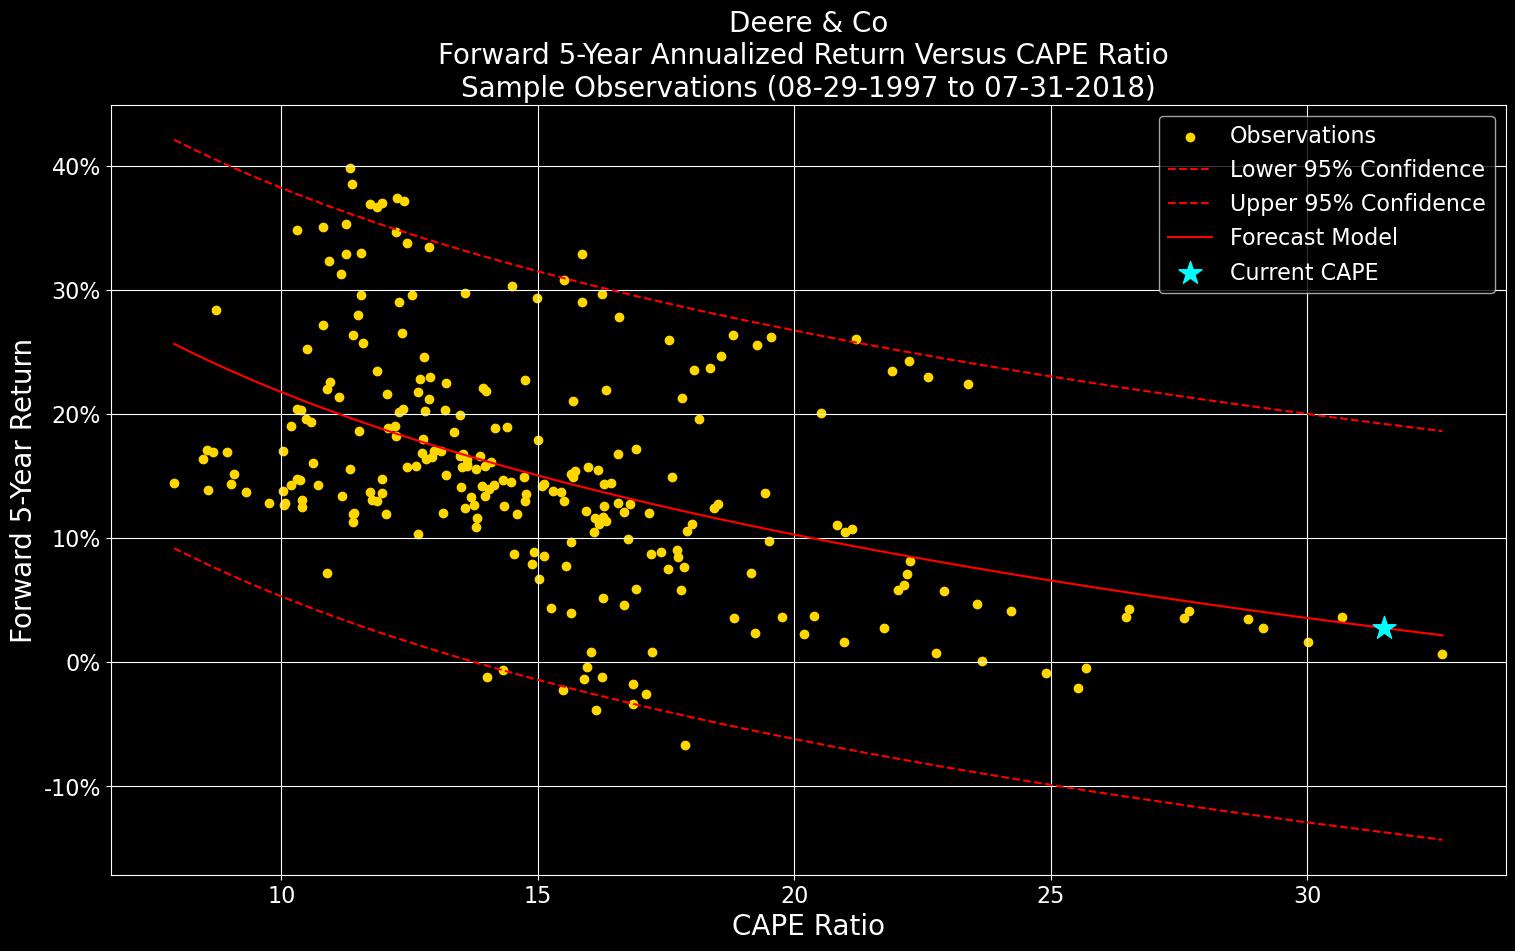 Deere & Co
Forward 5-Year Annualized Return Versus CAPE Ratio
Sample Observations (08-29-1997 to 07-31-2018)
Observations
Lower 95% Confidence
Upper 95% Confidence
Forecast Model
Current CAPE
Forward 5-Year Return
40%
30%
20%
10%
0%
-10%
10 15 20 25 30
CAPE Ratio